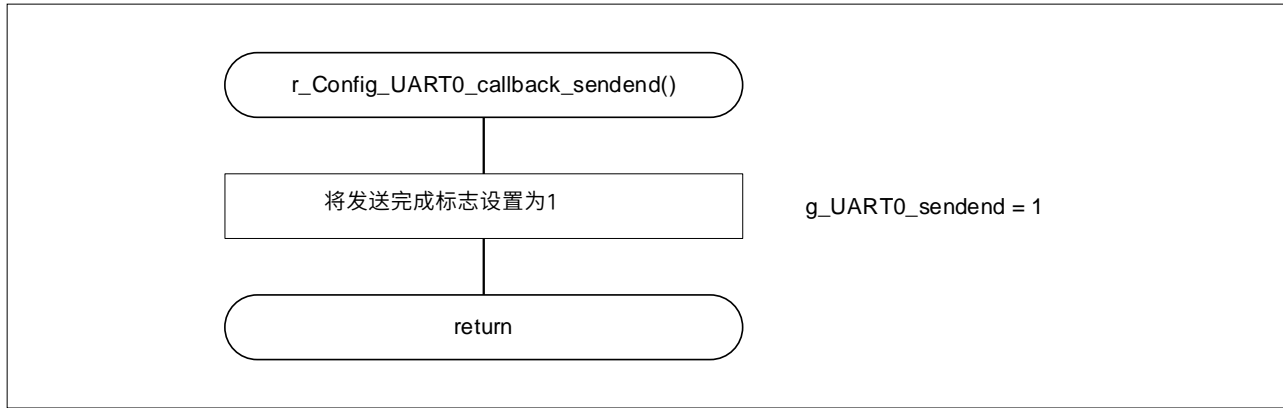 r_Config_UART0_callback_sendend()
将发送完成标志设置为1
g_UART0_sendend = 1
return